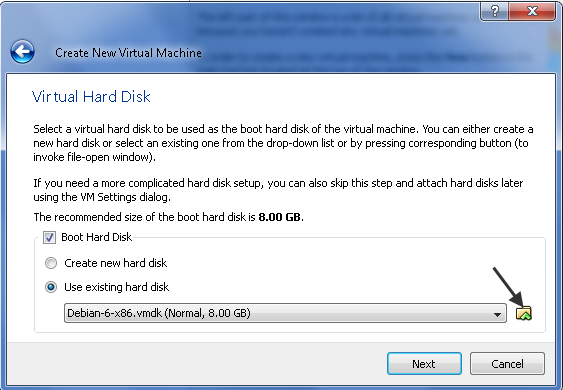 Create New Virtual Machine
Virtual Hard Disk
Select a virtual hard disk to be used as the boot hard disk of the virtual machine. You can either create a
new hard disk or select an existing one from the drop-down list or by pressing corresponding button (to
invoke file-open window).
If you need a more complicated hard disk setup, you can also skip this step and attach hard disks later
using the VM Settings dialog.
The recommended size of the boot hard disk is 8.00 GB.
Boot Hard Disk
Create new hard disk
Use existing hard disk
Debian-6-x86.vmdk (Normal, 8.00 GB)
Next
Cancel